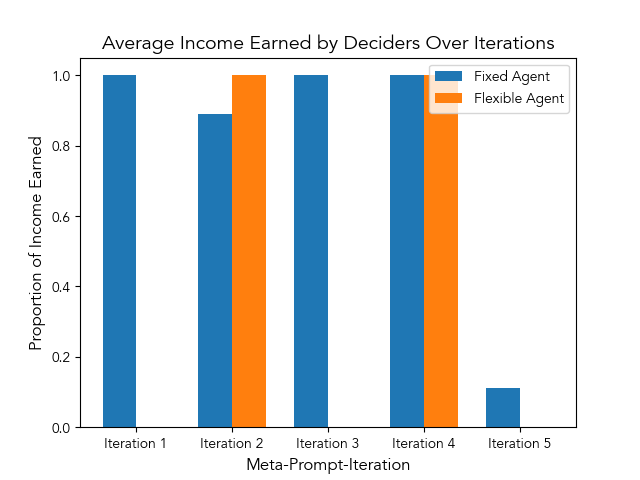 Average Income Earned by Deciders Over Iterations
Fixed Agent
Flexible Agent
Proportion of Income Earned
1.0
0.8
0.6
0.4
0.2
0.0
Iteration 1
Iteration 2
Iteration 3
Iteration 4
Iteration 5
Meta-Prompt-Iteration